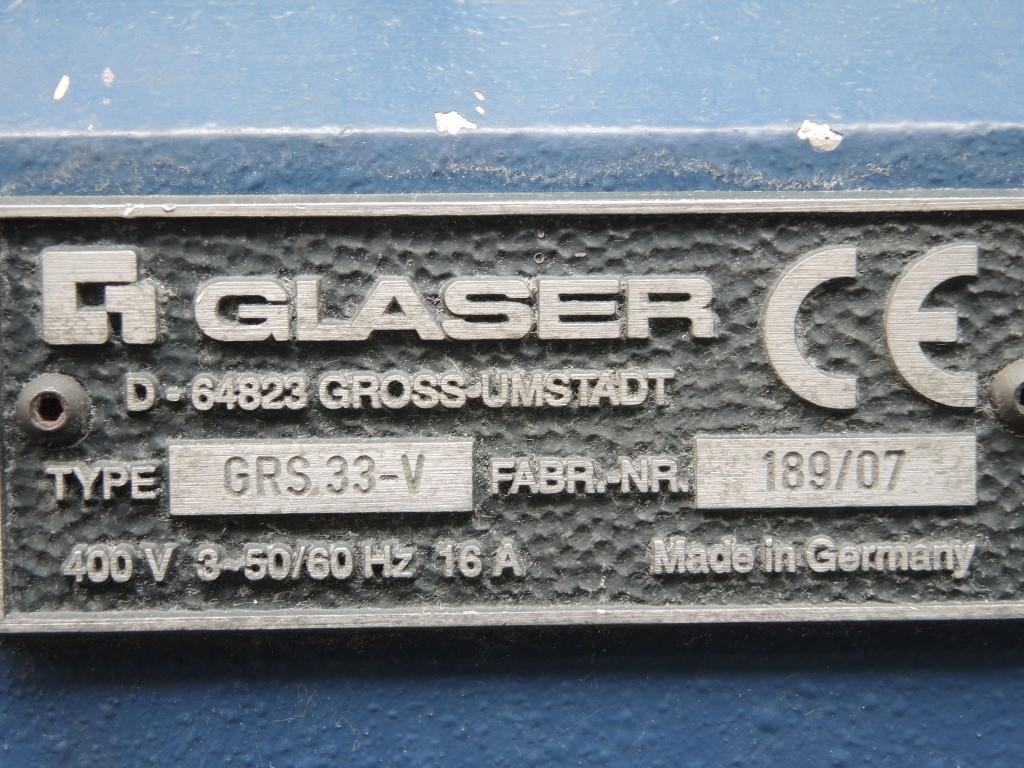 GLASER CE
D - 64823 GROSS-UMSTADT
TYPE GRS 33-V FABR.-NR. 189/07
400 V 3~50/60 Hz 16 A Made in Germany